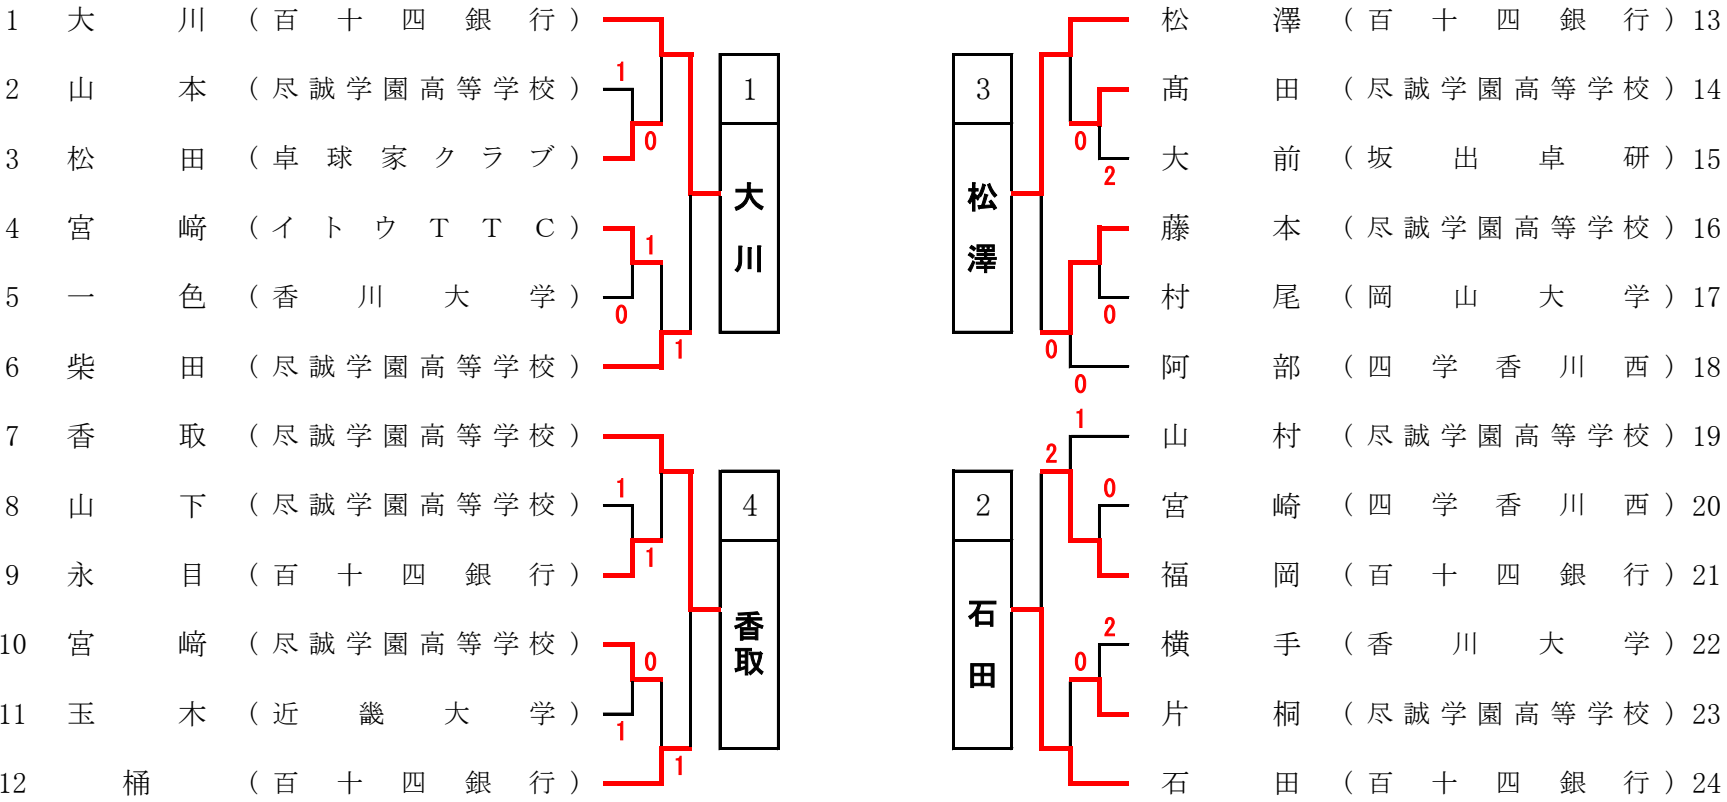 1 大川 (百十四銀行)
2 山本 (尽誠学園高等学校)
3 松田 (卓球家クラブ)
4 宮﨑 (イトウTTC)
5 一色 (香川大学)
6 柴田 (尽誠学園高等学校)
7 香取 (尽誠学園高等学校)
8 山下 (尽誠学園高等学校)
9 永目 (百十四銀行)
10 宮﨑 (尽誠学園高等学校)
11 玉木 (近畿大学)
12 桶 (百十四銀行)
1
0
1
0
1
1
1
0
1
1
1
大川
4
香取
3
松澤
2
石田
0
2
0
0
0
1
2
0
2
0
松澤 (百十四銀行) 13
髙田 (尽誠学園高等学校) 14
大前 (坂出卓研) 15
藤本 (尽誠学園高等学校) 16
村尾 (岡山大学) 17
阿部 (四学香川西) 18
山村 (尽誠学園高等学校) 19
宮崎 (四学香川西) 20
福岡 (百十四銀行) 21
横手 (香川大学) 22
片桐 (尽誠学園高等学校) 23
石田 (百十四銀行) 24